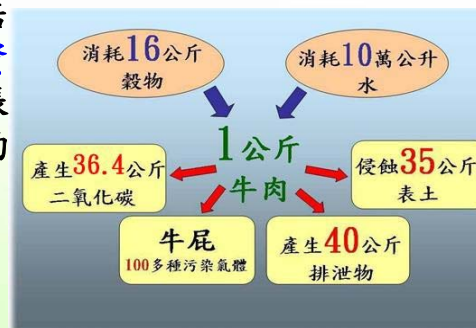 活
表
功
消耗16公斤
穀物
消耗10萬公升
水
1公斤
牛肉
產生36.4公斤
二氧化碳
侵蝕35公斤
表土
牛屁
100多種污染氣體
產生40公斤
排泄物